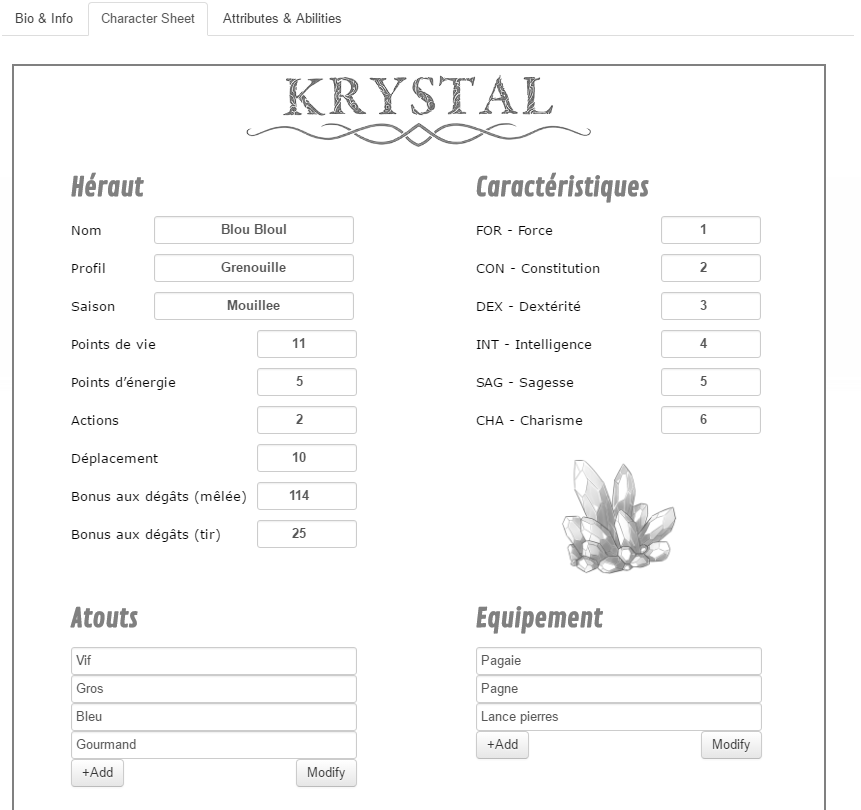 Bio & Info
Character Sheet
Attributes & Abilities
KRYSTAL
Héraut
Nom Blou Bloul
Profil Grenouille
Saison Mouillee
Points de vie 11
Points d’énergie 5
Actions 2
Déplacement 10
Bonus aux dégâts (mêlée) 114
Bonus aux dégâts (tir) 25
Caractéristiques
FOR - Force 1
CON - Constitution 2
DEX - Dextérité 3
INT - Intelligence 4
SAG - Sagesse 5
CHA - Charisme 6
Atouts
Vif
Gros
Bleu
Gourmand
+Add Modify
Equipement
Pagaie
Pagne
Lance pierres
+Add Modify